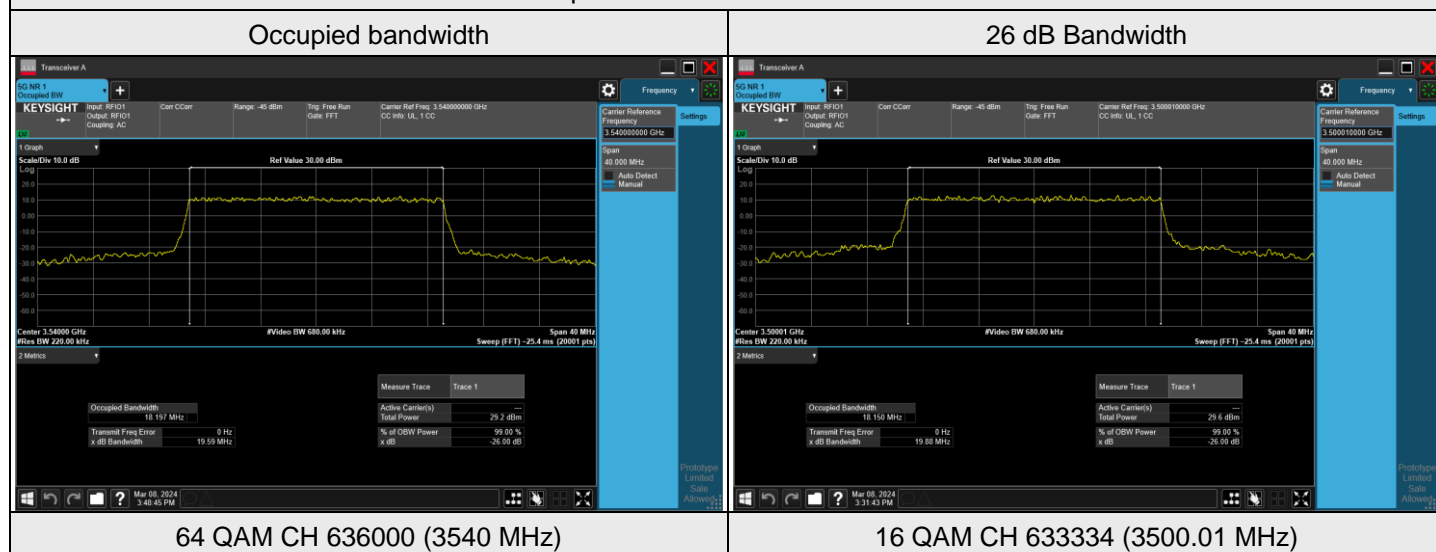 Occupied bandwidth
26 dB Bandwidth
Transceiver A
5G NR 1
Occupied BW
+
Frequency
KEYSIGHT
Input: RFIO1
Output: RFIO1
Coupling: AC
Corr CCorr
Range: -45 dBm
Trig: Free Run
Gate: FFT
Carrier Ref Freq: 3.540000000 GHz
CC Info: UL, 1 CC
Carrier Reference
Frequency
3.540000000 GHz
Settings
Span
40.000 MHz
Auto Detect
Manual
1 Graph
Scale/Div 10.0 dB
Ref Value 30.00 dBm
Log
20.0
10.0
0.00
-10.0
-20.0
-30.0
-40.0
-50.0
-60.0
Center 3.54000 GHz
#Video BW 680.00 kHz
Span 40 MHz
#Res BW 220.00 kHz
Sweep (FFT) ~25.4 ms (20001 pts)
2 Metrics
Measure Trace
Trace 1
Occupied Bandwidth
18.197 MHz
Active Carrier(s)
---
Total Power
29.2 dBm
Transmit Freq Error
0 Hz
% of OBW Power
99.00 %
x dB Bandwidth
19.59 MHz
x dB
-26.00 dB
Prototype
Limited
Sale
Allowed
?
Mar 08, 2024
3:40:45 PM
Transceiver A
5G NR 1
Occupied BW
+
Frequency
KEYSIGHT
Input: RFIO1
Output: RFIO1
Coupling: AC
Corr CCorr
Range: -45 dBm
Trig: Free Run
Gate: FFT
Carrier Ref Freq: 3.500010000 GHz
CC Info: UL, 1 CC
Carrier Reference
Frequency
3.500010000 GHz
Settings
Span
40.000 MHz
Auto Detect
Manual
1 Graph
Scale/Div 10.0 dB
Ref Value 30.00 dBm
Log
20.0
10.0
0.00
-10.0
-20.0
-30.0
-40.0
-50.0
-60.0
Center 3.50001 GHz
#Video BW 680.00 kHz
Span 40 MHz
#Res BW 220.00 kHz
Sweep (FFT) ~25.4 ms (20001 pts)
2 Metrics
Measure Trace
Trace 1
Occupied Bandwidth
18.150 MHz
Active Carrier(s)
---
Total Power
29.6 dBm
Transmit Freq Error
0 Hz
% of OBW Power
99.00 %
x dB Bandwidth
19.88 MHz
x dB
-26.00 dB
Prototype
Limited
Sale
Allowed
?
Mar 08, 2024
3:31:43 PM
64 QAM CH 636000 (3540 MHz)
16 QAM CH 633334 (3500.01 MHz)